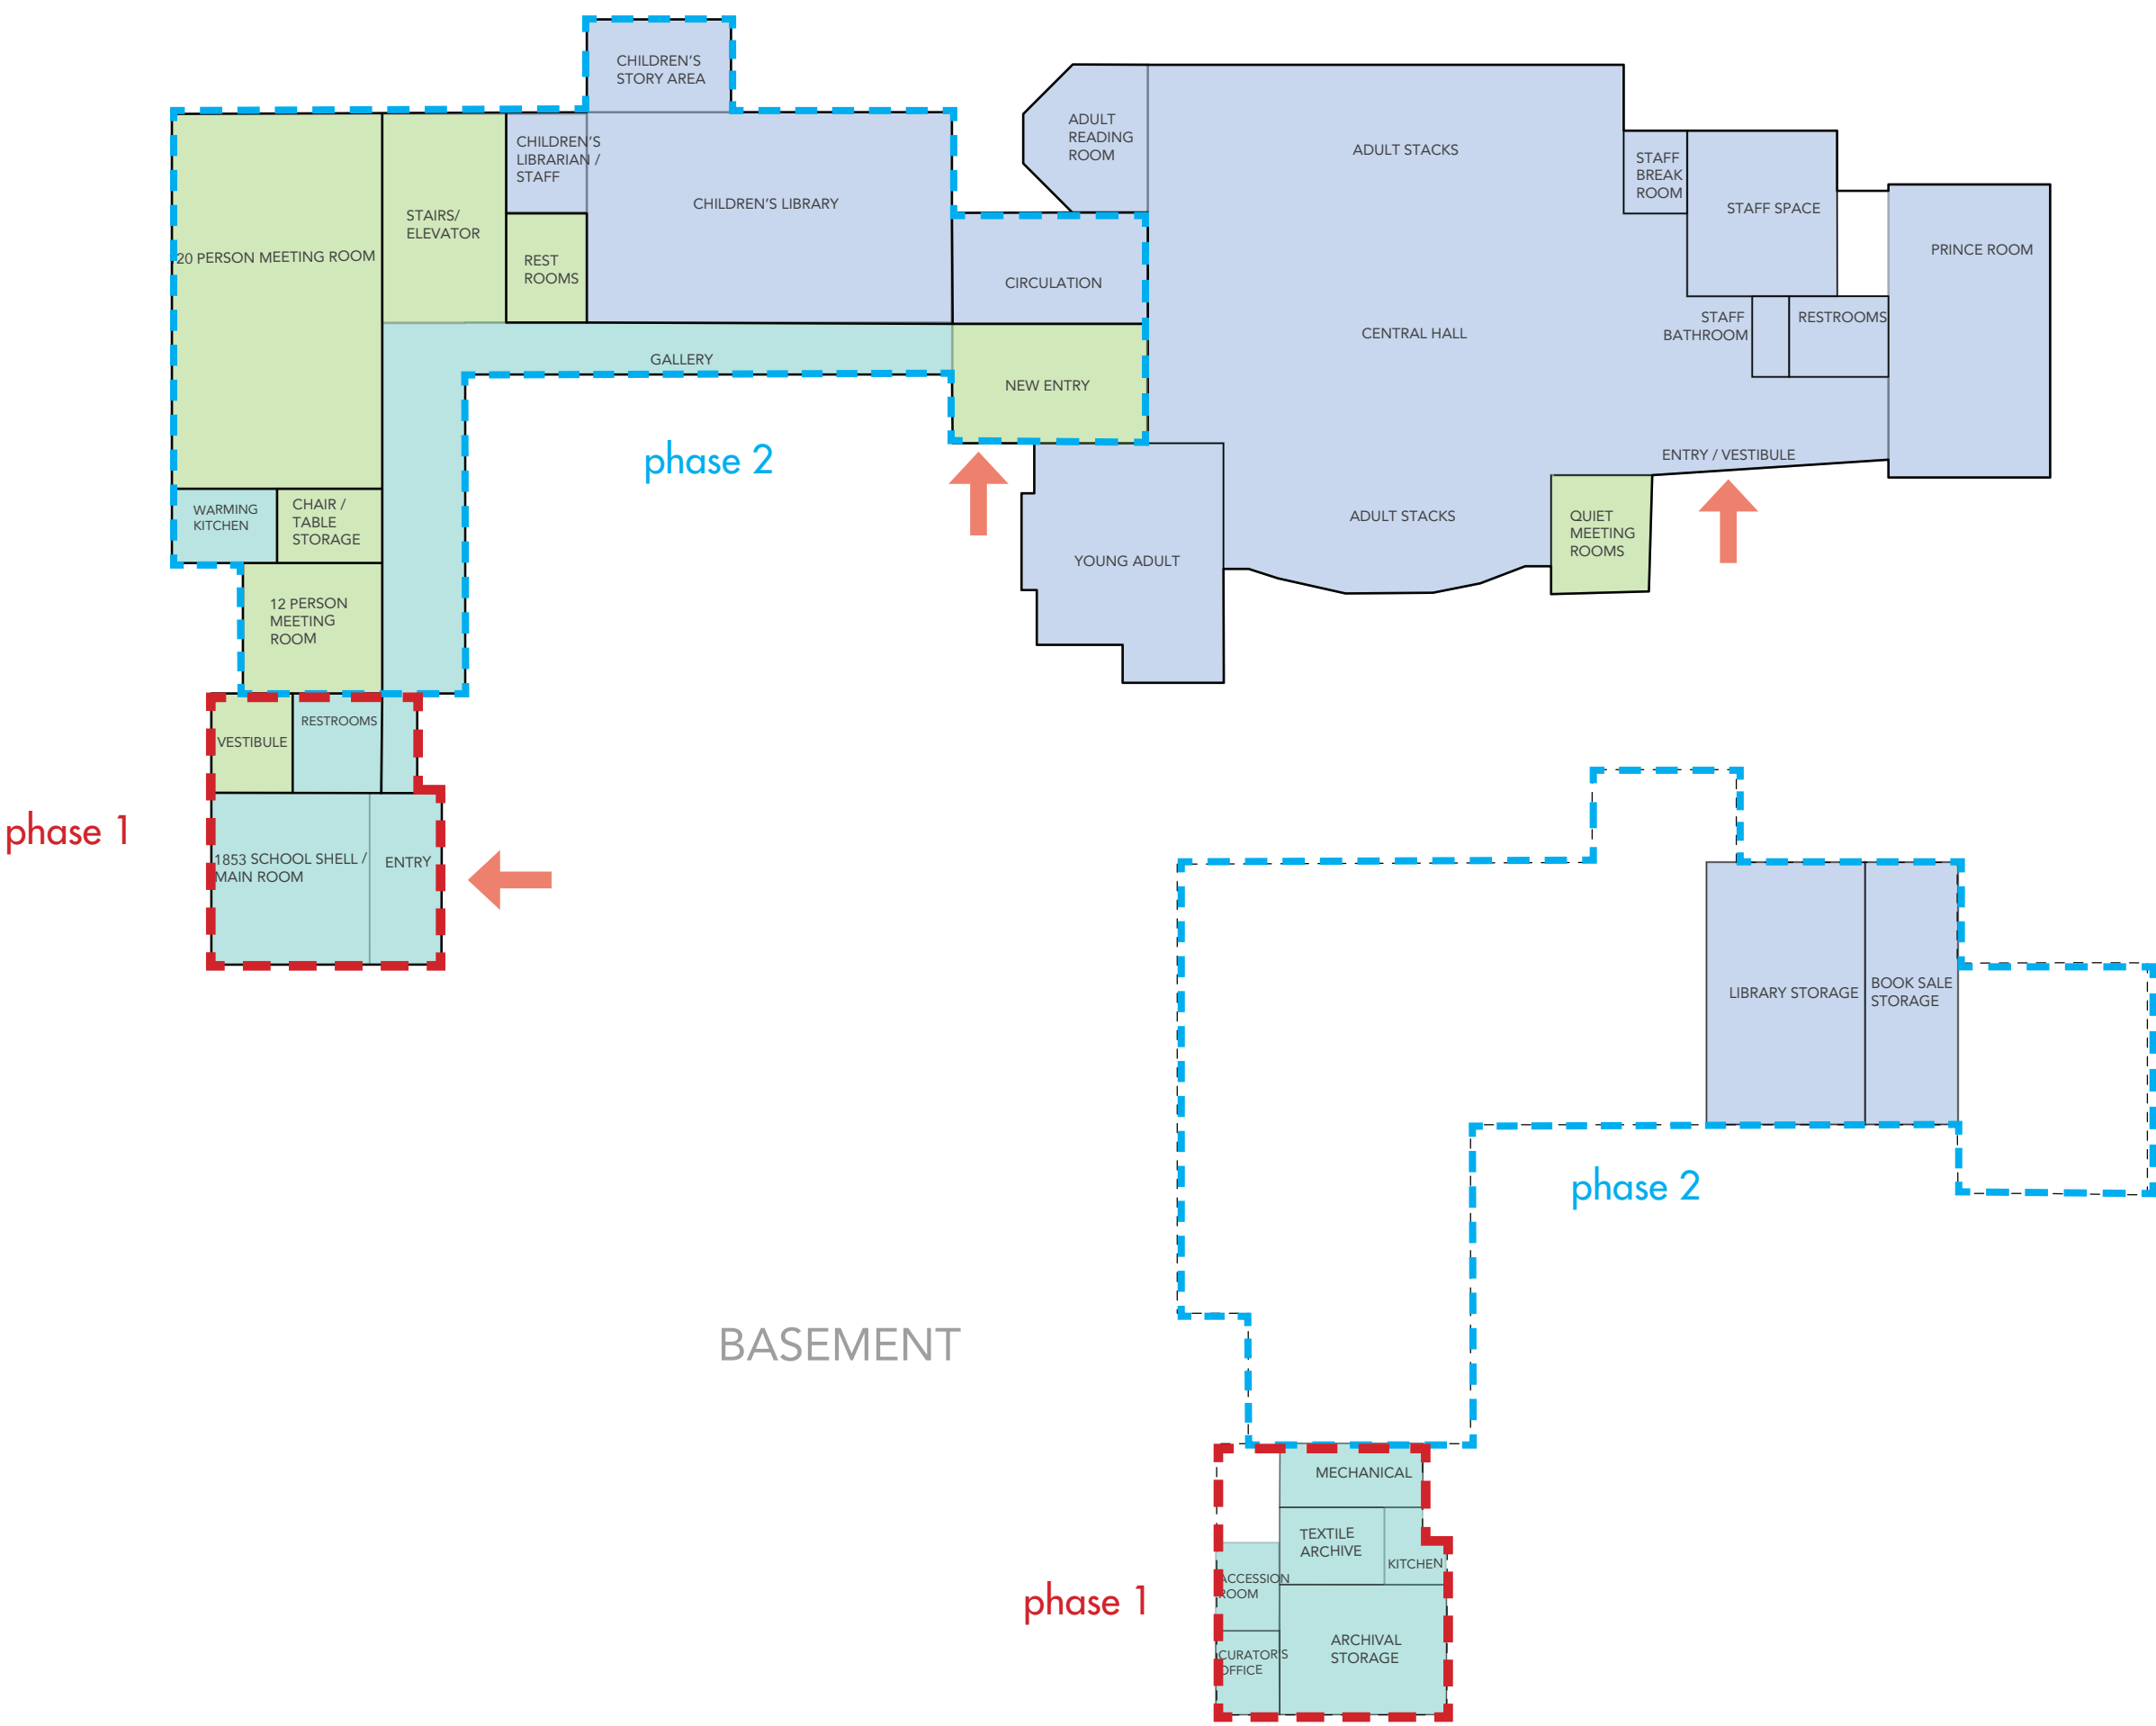 CHILDREN'S
STORY AREA
ADULT
READING
ROOM
ADULT STACKS
CHILDREN'S
LIBRARIAN /
STAFF
STAFF
BREAK
ROOM
CHILDREN'S LIBRARY
STAIRS/
ELEVATOR
STAFF SPACE
20 PERSON MEETING ROOM
REST
ROOMS
PRINCE ROOM
CIRCULATION
STAFF
BATHROOM
RESTROOMS
CENTRAL HALL
GALLERY
NEW ENTRY
phase 2
ENTRY / VESTIBULE
WARMING
KITCHEN
CHAIR /
TABLE
STORAGE
ADULT STACKS
QUIET
MEETING
ROOMS
YOUNG ADULT
12 PERSON
MEETING
ROOM
VESTIBULE
RESTROOMS
phase 1
1853 SCHOOL SHELL /
MAIN ROOM
ENTRY
LIBRARY STORAGE
BOOK SALE
STORAGE
phase 2
BASEMENT
MECHANICAL
TEXTILE
ARCHIVE
KITCHEN
ACCESSION
ROOM
phase 1
CURATOR'S
OFFICE
ARCHIVAL
STORAGE